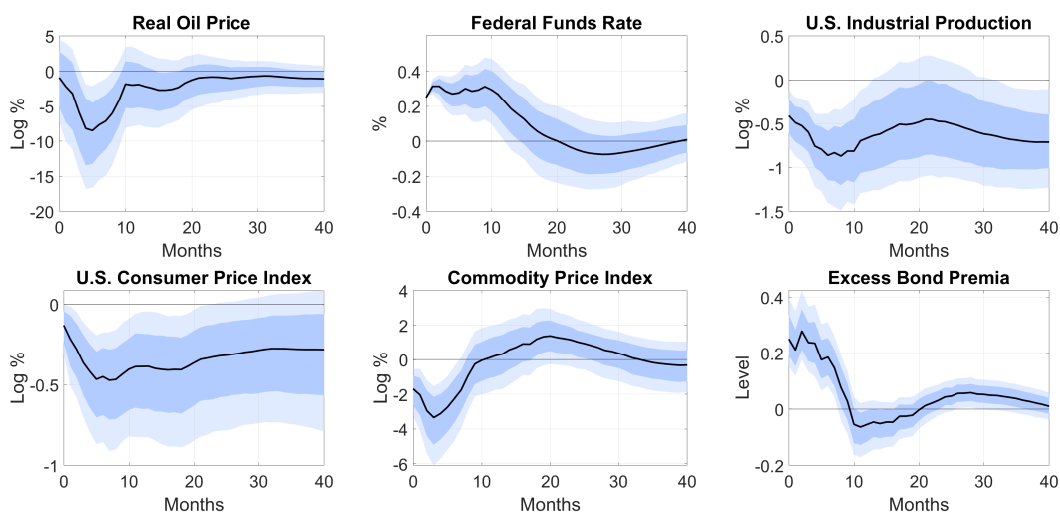 Real Oil Price
Log %
5
0
-5
-10
-15
-20
0 10 20 30 40
Months
Federal Funds Rate
%
0.4
0.2
0
-0.2
-0.4
0 10 20 30 40
Months
U.S. Industrial Production
Log %
0.5
0
-0.5
-1
-1.5
0 10 20 30 40
Months
U.S. Consumer Price Index
Log %
0
-0.5
-1
0 10 20 30 40
Months
Commodity Price Index
Log %
4
2
0
-2
-4
-6
0 10 20 30 40
Months
Excess Bond Premia
Level
0.4
0.2
0
-0.2
0 10 20 30 40
Months